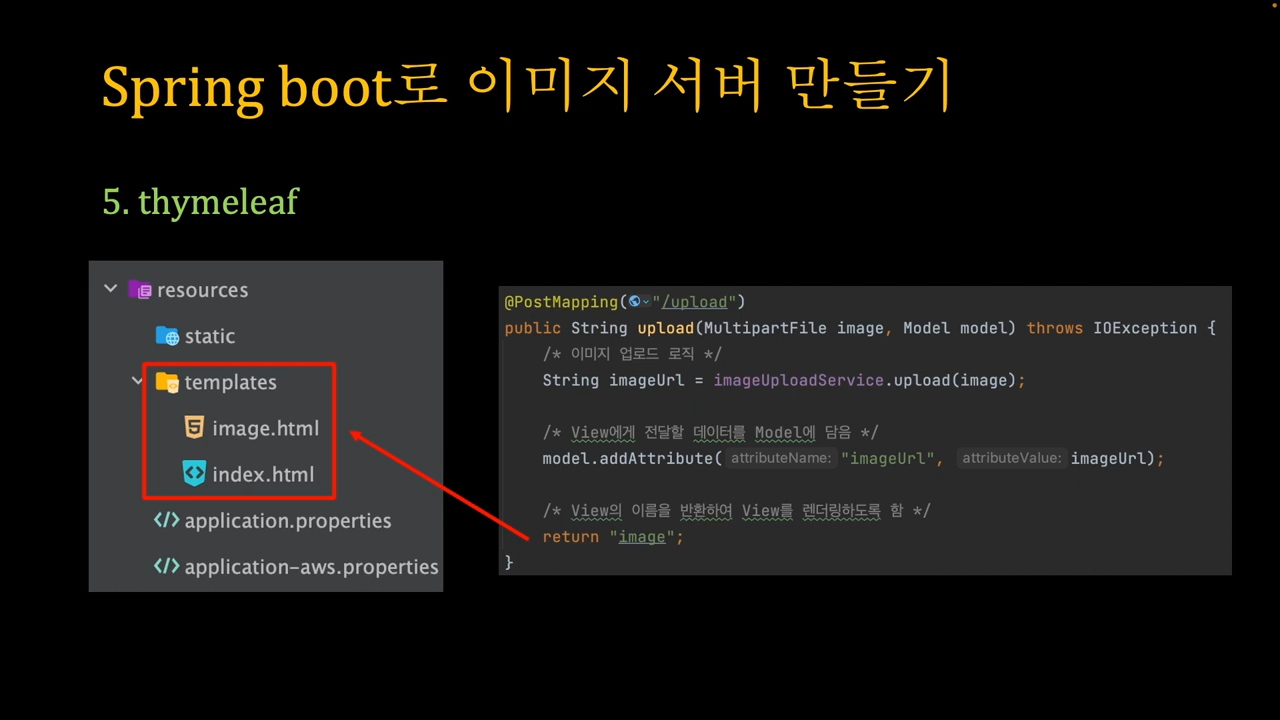 Spring boot로 이미지 서버 만들기
5. thymeleaf
resources
static
templates
image.html
index.html
application.properties
application-aws.properties
@PostMapping("/upload")
public String upload(MultipartFile image, Model model) throws IOException {
/* 이미지 업로드 로직 */
String imageUrl = imageUploadService.upload(image);
/* View에게 전달할 데이터를 Model에 담음 */
model.addAttribute( attributeName: "imageUrl", attributeValue: imageUrl);
/* View의 이름을 반환하여 View를 렌더링하도록 함 */
return "image";
}